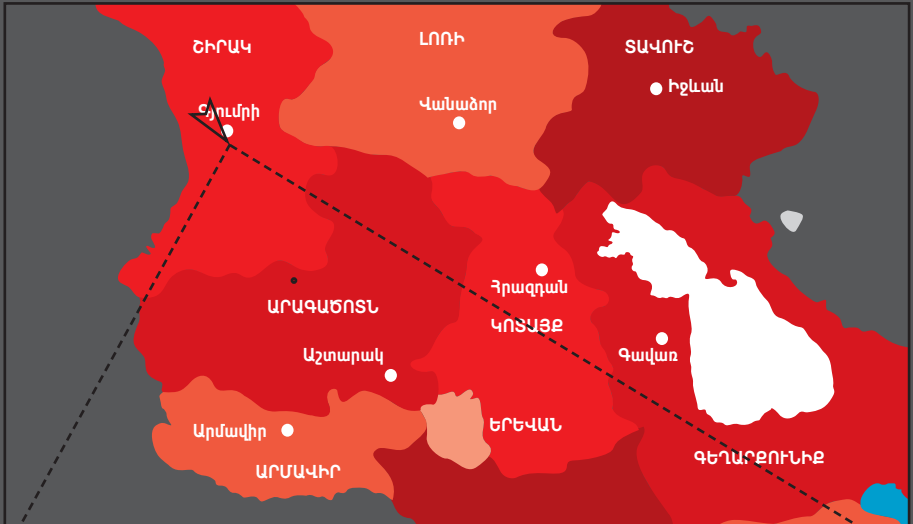 ՇԻՐԱԿ
ԼՈՌԻ
ՏԱՎՈՒՇ
Իջևան
Վանաձոր
Գյումրի
Հրազդան
ԱՐԱԳԱԾՈՏՆ
ԿՈՏԱՅՔ
Աշտարակ
Գավառ
ԵՐԵՎԱՆ
Արմավիր
ԳԵՂԱՐՔՈՒՆԻՔ
ԱՐՄԱՎԻՐ